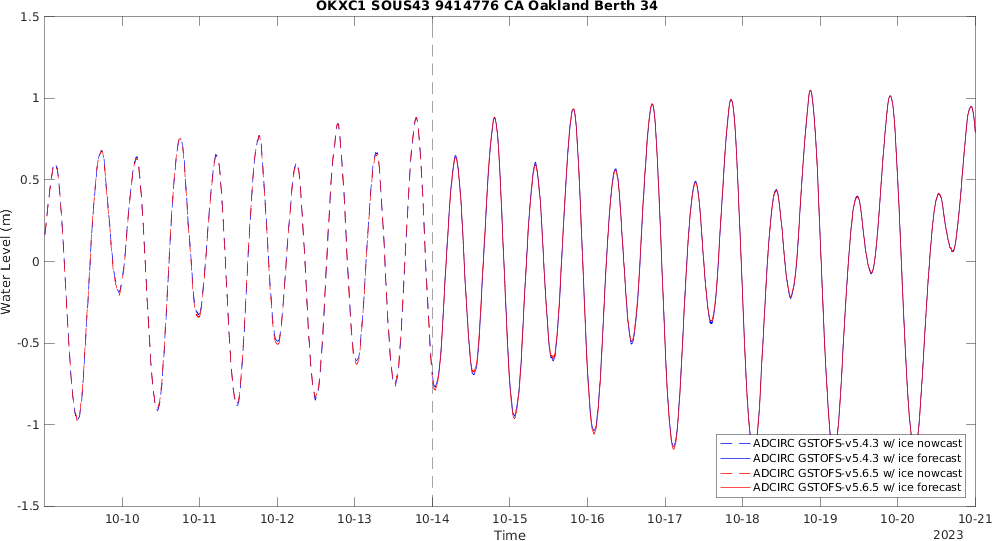 OKXC1 SOUS43 9414776 CA Oakland Berth 34
1.5
1
0.5
0
-0.5
-1
-1.5
Water Level (m)
10-10 10-11 10-12 10-13 10-14 10-15 10-16 10-17 10-18 10-19 10-20 10-21
Time
2023
ADCIRC GSTOFS-v5.4.3 w/ ice nowcast
ADCIRC GSTOFS-v5.4.3 w/ ice forecast
ADCIRC GSTOFS-v5.6.5 w/ ice nowcast
ADCIRC GSTOFS-v5.6.5 w/ ice forecast